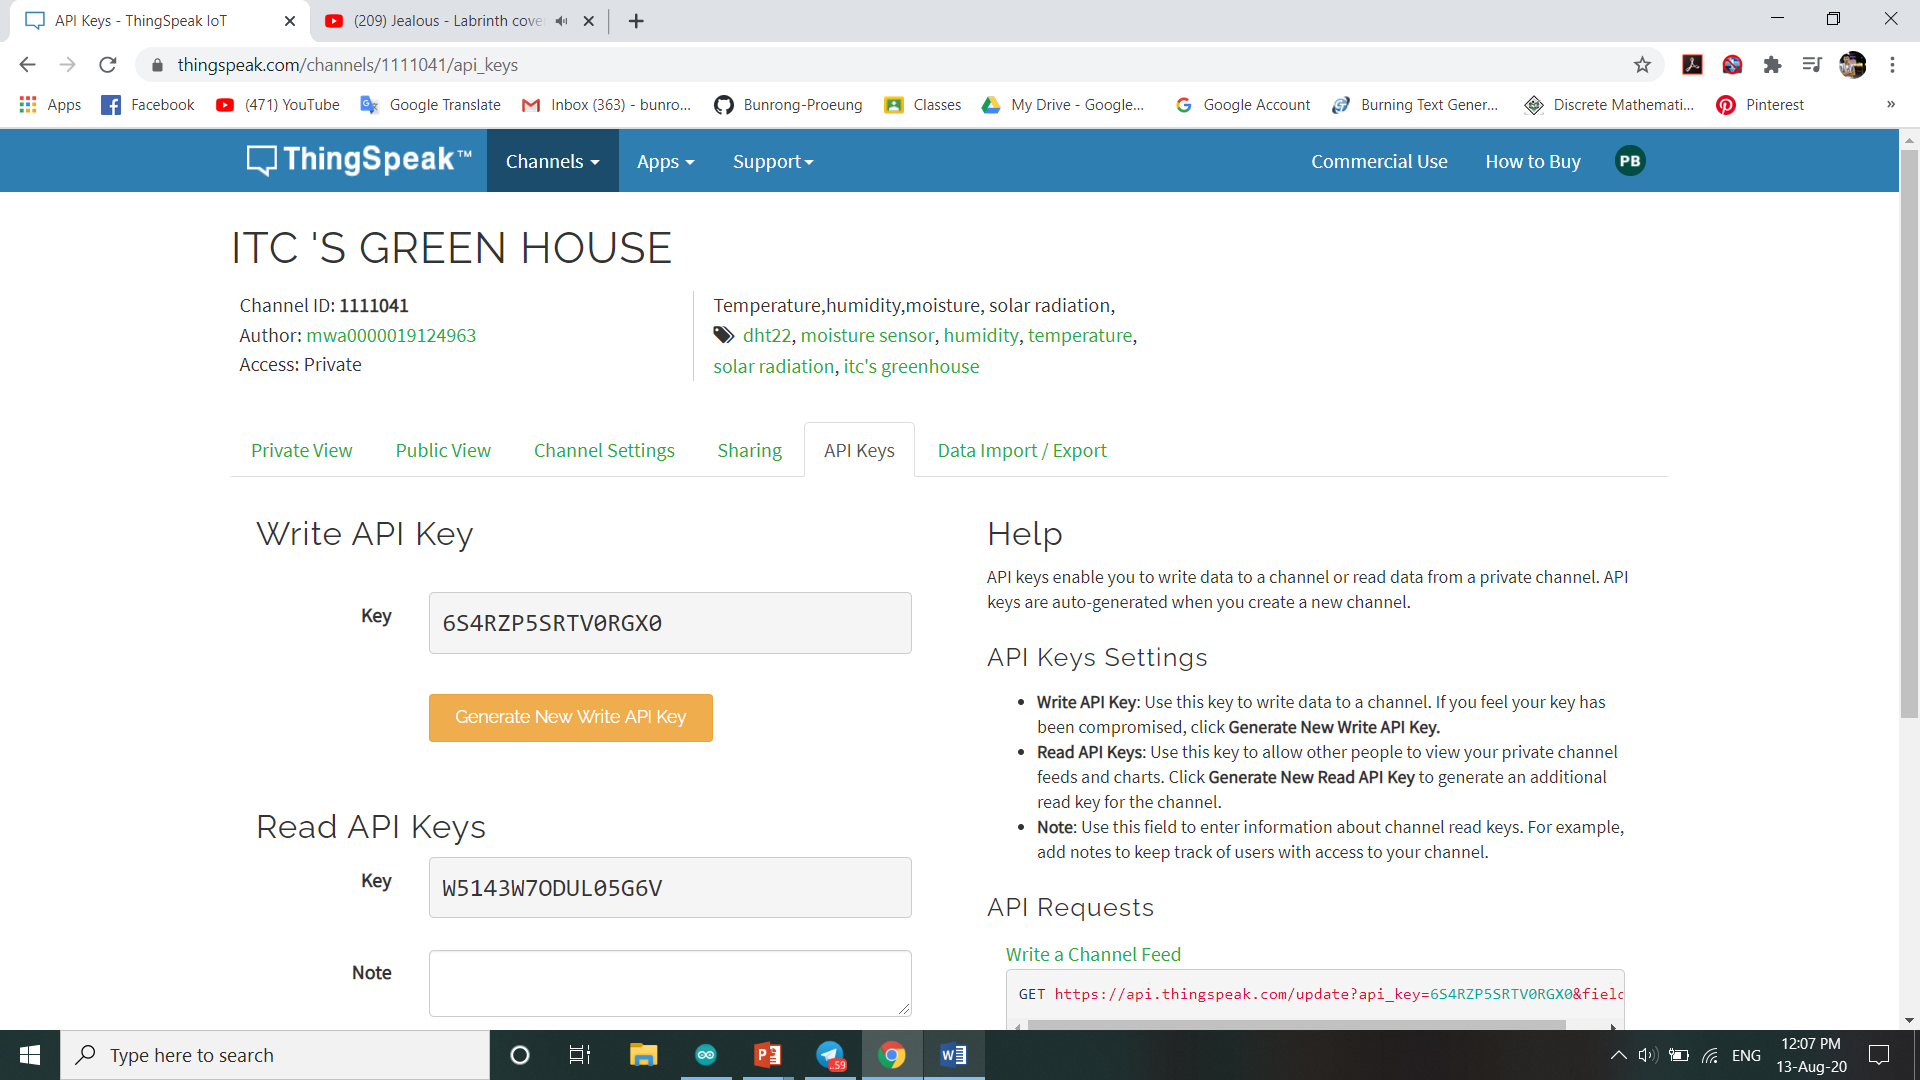 API Keys - ThingSpeak IoT
(209) Jealous - Labrinth cove
thingspeak.com/channels/1111041/api_keys
Apps Facebook (471) YouTube Google Translate Inbox (363) - bunro... Bunrong-Proeung Classes My Drive - Google... Google Account Burning Text Gener... Discrete Mathemati... Pinterest »
ThingSpeak™ Channels Apps Support Commercial Use How to Buy PB
ITC 'S GREEN HOUSE
Channel ID: 1111041
Author: mwa0000019124963
Access: Private
Temperature,humidity,moisture, solar radiation,
dht22, moisture sensor, humidity, temperature,
solar radiation, itc's greenhouse
Private View Public View Channel Settings Sharing API Keys Data Import / Export
Write API Key
Key 6S4RZP5SRTV0RGX0
Generate New Write API Key
Read API Keys
Key W5143W7ODUL05G6V
Note
Help
API keys enable you to write data to a channel or read data from a private channel. API
keys are auto-generated when you create a new channel.
API Keys Settings
• Write API Key: Use this key to write data to a channel. If you feel your key has
been compromised, click Generate New Write API Key.
• Read API Keys: Use this key to allow other people to view your private channel
feeds and charts. Click Generate New Read API Key to generate an additional
read key for the channel.
• Note: Use this field to enter information about channel read keys. For example,
add notes to keep track of users with access to your channel.
API Requests
Write a Channel Feed
GET https://api.thingspeak.com/update?api_key=6S4RZP5SRTV0RGX0&field
Type here to search
..59
ENG
12:07 PM
13-Aug-20